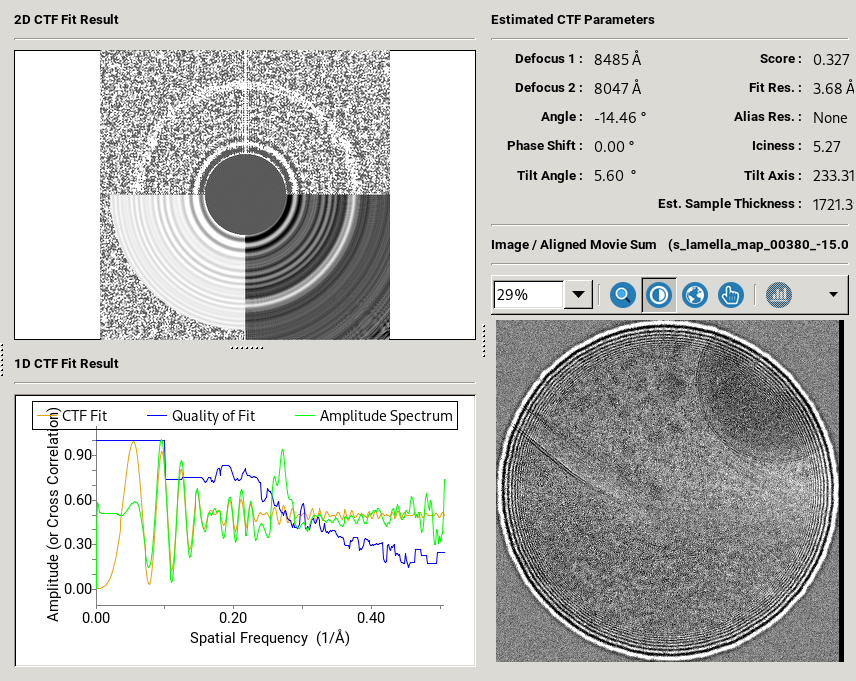 2D CTF Fit Result
1D CTF Fit Result
CTF Fit
Quality of Fit
Amplitude Spectrum
Amplitude (or Cross Correlation)
0.90
0.60
0.30
0.00
0.00
0.20
0.40
Spatial Frequency (1/Å)
Estimated CTF Parameters
Defocus 1 : 8485 Å Score : 0.327
Defocus 2 : 8047 Å Fit Res. : 3.68 Å
Angle : -14.46 ° Alias Res. : None
Phase Shift : 0.00 ° Iciness : 5.27
Tilt Angle : 5.60 ° Tilt Axis : 233.31
Est. Sample Thickness : 1721.3
Image / Aligned Movie Sum (s_lamella_map_00380_-15.0
29%